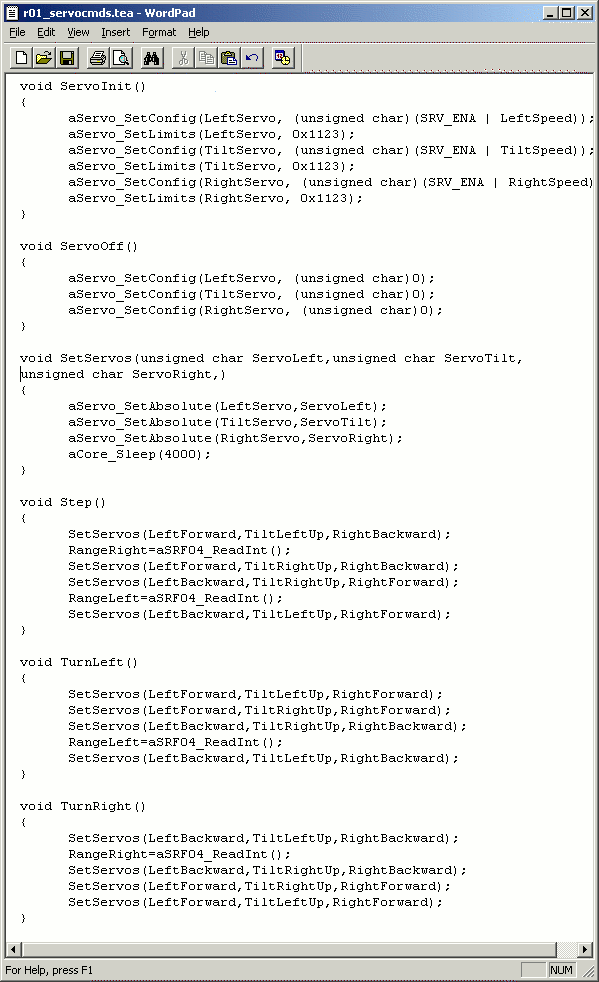 r01_servocmds.tea - WordPad
File Edit View Insert Format Help
void ServoInit()
{
aServo_SetConfig(LeftServo, (unsigned char)(SRV_ENA | LeftSpeed));
aServo_SetLimits(LeftServo, 0x1123);
aServo_SetConfig(TiltServo, (unsigned char)(SRV_ENA | TiltSpeed));
aServo_SetLimits(TiltServo, 0x1123);
aServo_SetConfig(RightServo, (unsigned char)(SRV_ENA | RightSpeed)
aServo_SetLimits(RightServo, 0x1123);
}
void ServoOff()
{
aServo_SetConfig(LeftServo, (unsigned char)0);
aServo_SetConfig(TiltServo, (unsigned char)0);
aServo_SetConfig(RightServo, (unsigned char)0);
}
void SetServos(unsigned char ServoLeft,unsigned char ServoTilt,
unsigned char ServoRight,)
{
aServo_SetAbsolute(LeftServo,ServoLeft);
aServo_SetAbsolute(TiltServo,ServoTilt);
aServo_SetAbsolute(RightServo,ServoRight);
aCore_Sleep(4000);
}
void Step()
{
SetServos(LeftForward,TiltLeftUp,RightBackward);
RangeRight=aSRF04_ReadInt();
SetServos(LeftForward,TiltRightUp,RightBackward);
SetServos(LeftBackward,TiltRightUp,RightForward);
RangeLeft=aSRF04_ReadInt();
SetServos(LeftBackward,TiltLeftUp,RightForward);
}
void TurnLeft()
{
SetServos(LeftForward,TiltLeftUp,RightForward);
SetServos(LeftForward,TiltRightUp,RightForward);
SetServos(LeftBackward,TiltRightUp,RightBackward);
RangeLeft=aSRF04_ReadInt();
SetServos(LeftBackward,TiltLeftUp,RightBackward);
}
void TurnRight()
{
SetServos(LeftBackward,TiltLeftUp,RightBackward);
RangeRight=aSRF04_ReadInt();
SetServos(LeftBackward,TiltRightUp,RightBackward);
SetServos(LeftForward,TiltRightUp,RightForward);
SetServos(LeftForward,TiltLeftUp,RightForward);
}
For Help, press F1 NUM